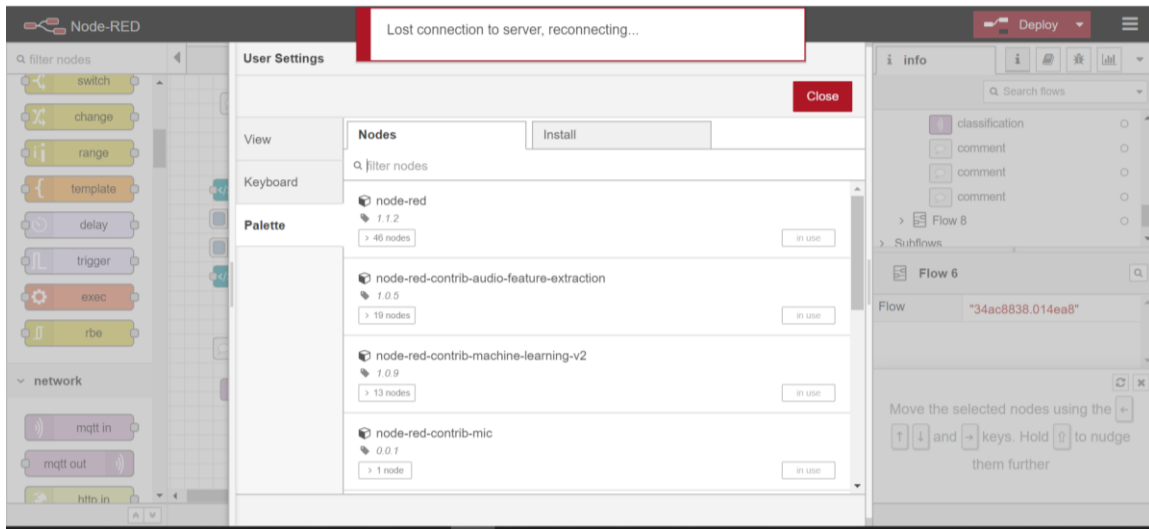 Node-RED
Lost connection to server, reconnecting...
Deploy
filter nodes
switch
change
range
template
delay
trigger
exec
rbe
network
mqtt in
mqtt out
http in
User Settings
Close
View
Keyboard
Palette
Nodes
Install
filter nodes
node-red
1.1.2
> 46 nodes
in use
node-red-contrib-audio-feature-extraction
1.0.5
> 19 nodes
in use
node-red-contrib-machine-learning-v2
1.0.9
> 13 nodes
in use
node-red-contrib-mic
0.0.1
> 1 node
in use
i info
i
Search flows
classification
comment
comment
comment
> Flow 8
> Subflows
Flow 6
Flow "34ac8838.014ea8"
Move the selected nodes using the ←
↑ ↓ and → keys. Hold ⇧ to nudge
them further